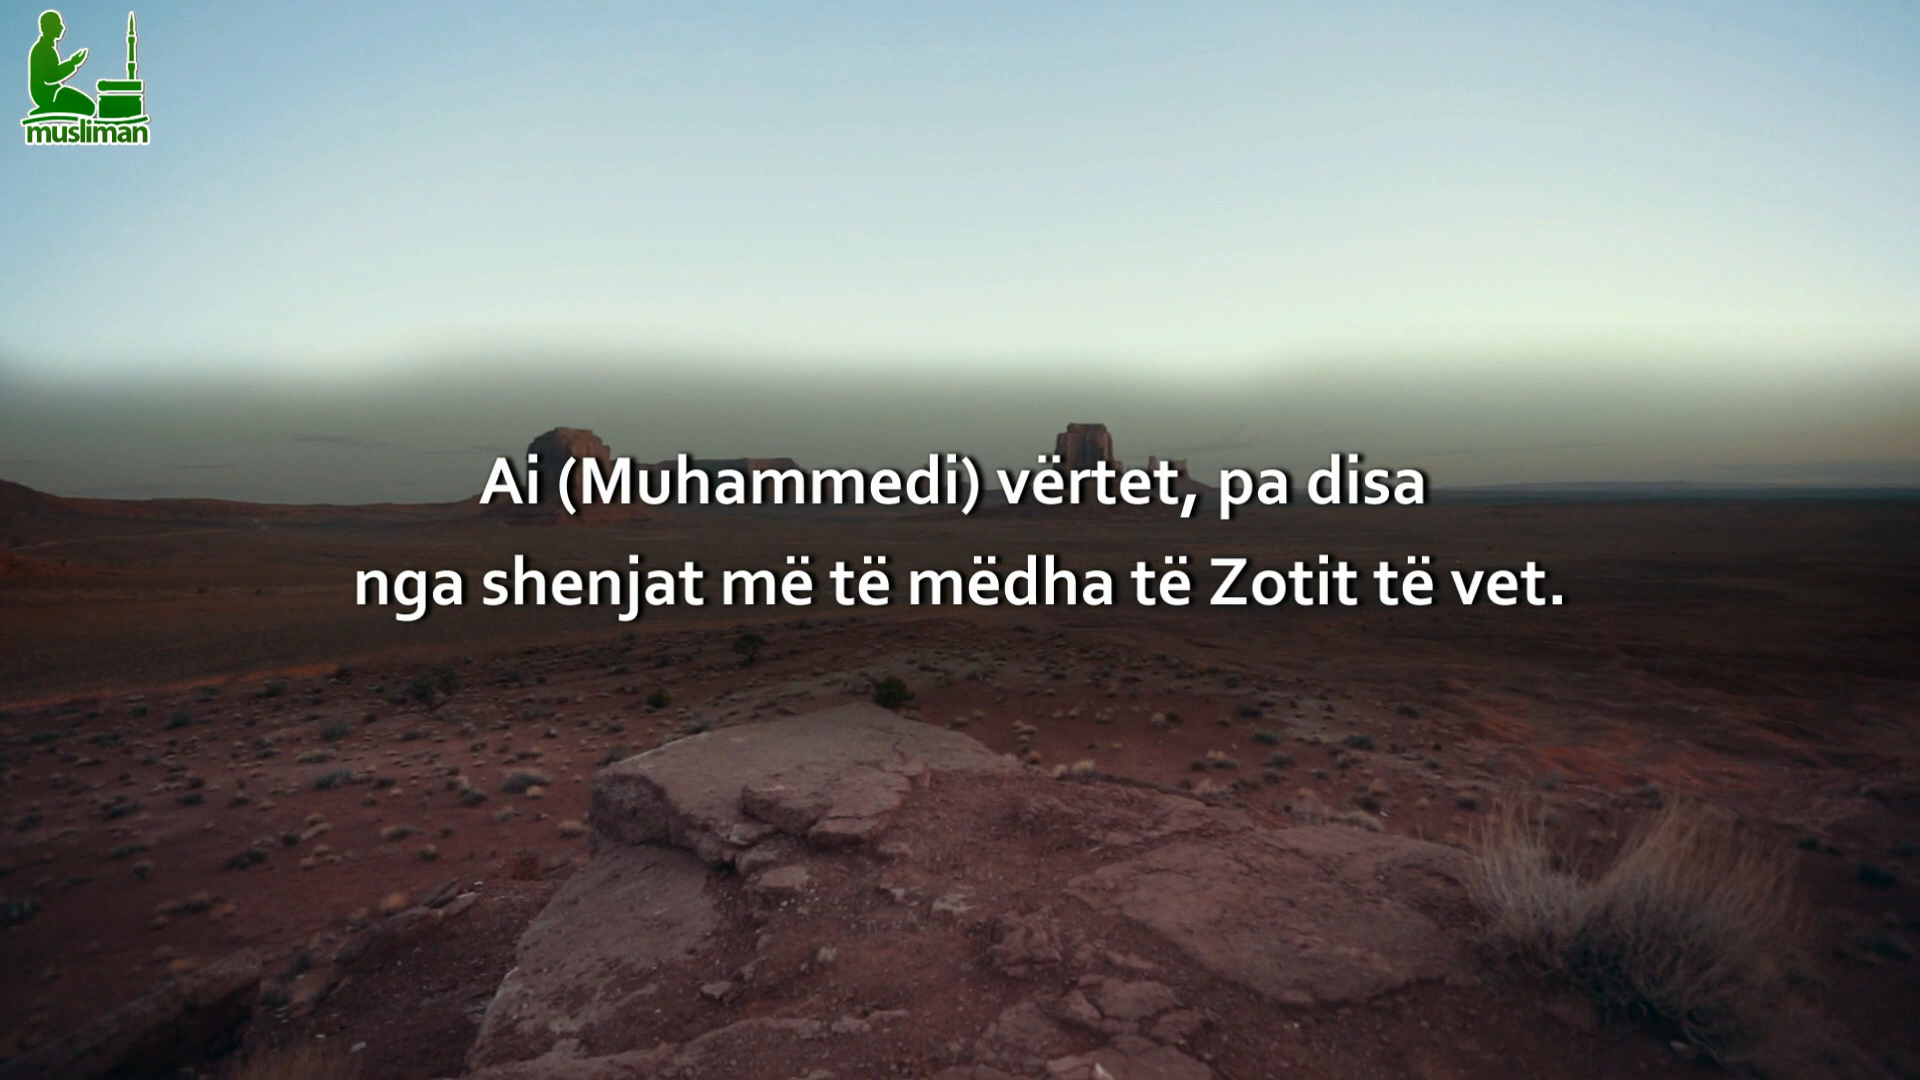 musliman
Ai (Muhammedi) vërtet, pa disa
nga shenjat më të mëdha të Zotit të vet.